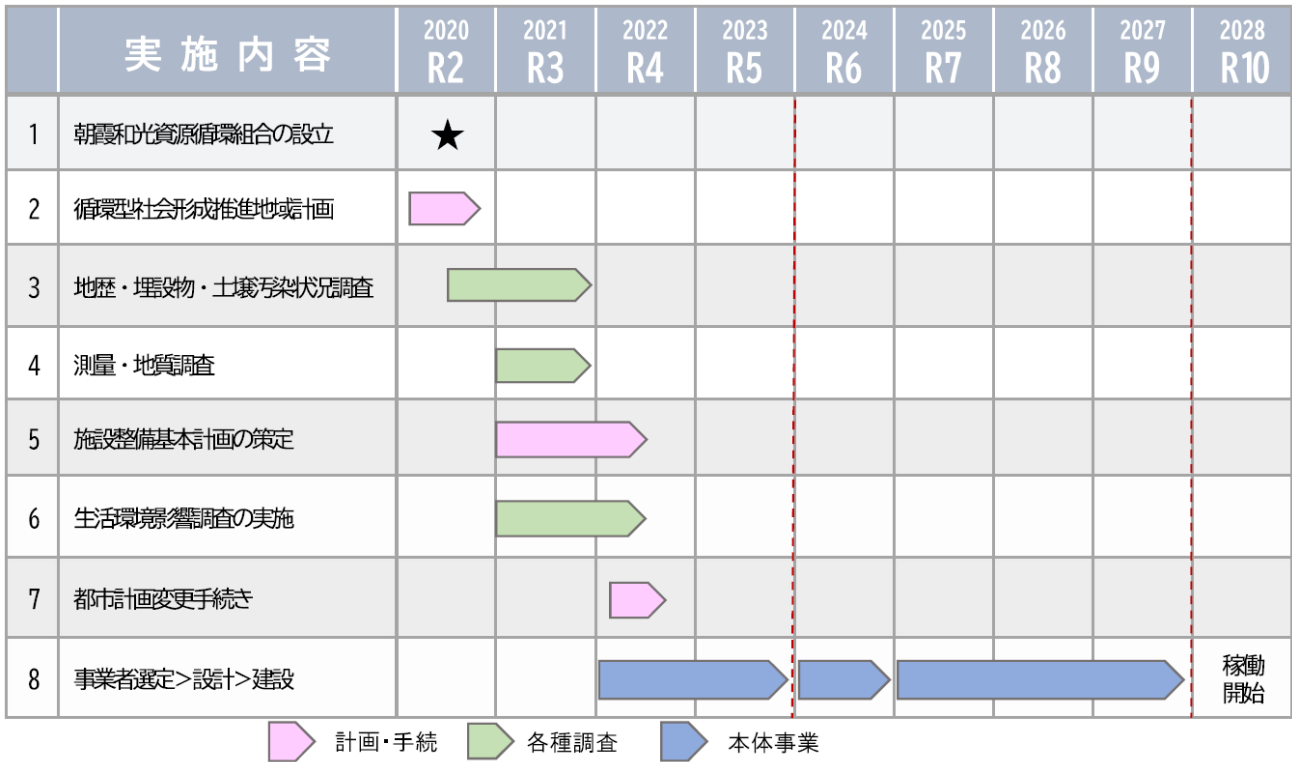 実施内容 2020 2021 2022 2023 2024 2025 2026 2027 2028
R2 R3 R4 R5 R6 R7 R8 R9 R10
1 朝霞和光資源循環組合の設立 ★
2 循環型社会形成推進地域計画
3 地歴・埋設物・土壌汚染状況調査
4 測量・地質調査
5 施設整備基本計画の策定
6 生活環境影響調査の実施
7 都市計画変更手続き
8 事業者選定>設計>建設 稼働
開始
計画・手続 各種調査 本体事業